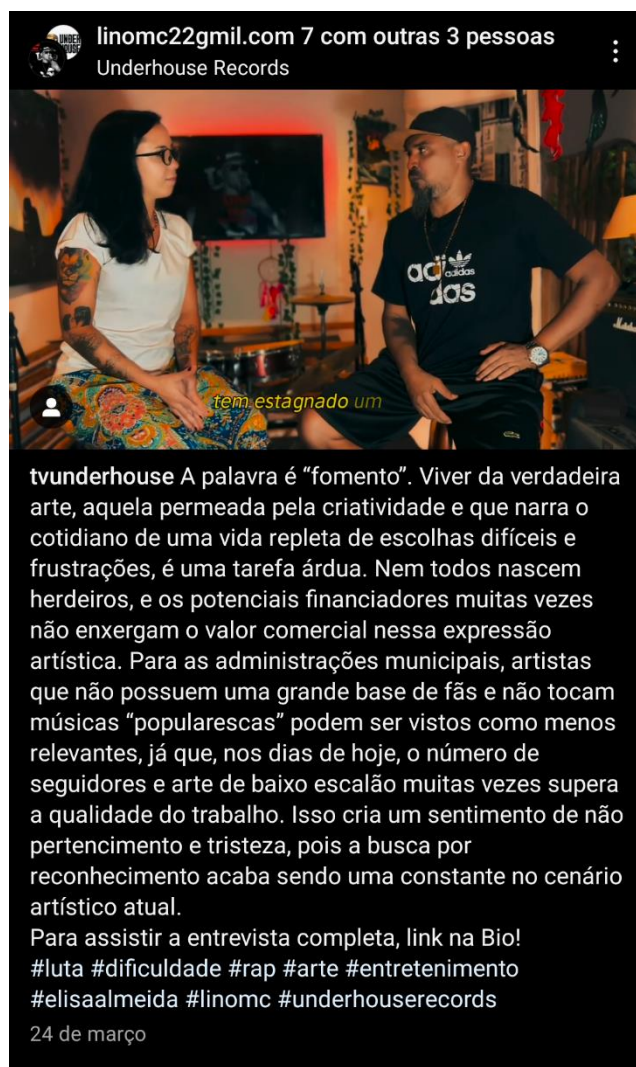 UNDER
HOUSE
linomc22gmil.com 7 com outras 3 pessoas
Underhouse Records
adi adidas
das
tem estagnado um
tvunderhouse A palavra é “fomento”. Viver da verdadeira
arte, aquela permeada pela criatividade e que narra o
cotidiano de uma vida repleta de escolhas difíceis e
frustrações, é uma tarefa árdua. Nem todos nascem
herdeiros, e os potenciais financiadores muitas vezes
não enxergam o valor comercial nessa expressão
artística. Para as administrações municipais, artistas
que não possuem uma grande base de fãs e não tocam
músicas “popularescas” podem ser vistos como menos
relevantes, já que, nos dias de hoje, o número de
seguidores e arte de baixo escalão muitas vezes supera
a qualidade do trabalho. Isso cria um sentimento de não
pertencimento e tristeza, pois a busca por
reconhecimento acaba sendo uma constante no cenário
artístico atual.
Para assistir a entrevista completa, link na Bio!
#luta #dificuldade #rap #arte #entretenimento
#elisaalmeida #linomc #underhouserecords
24 de março